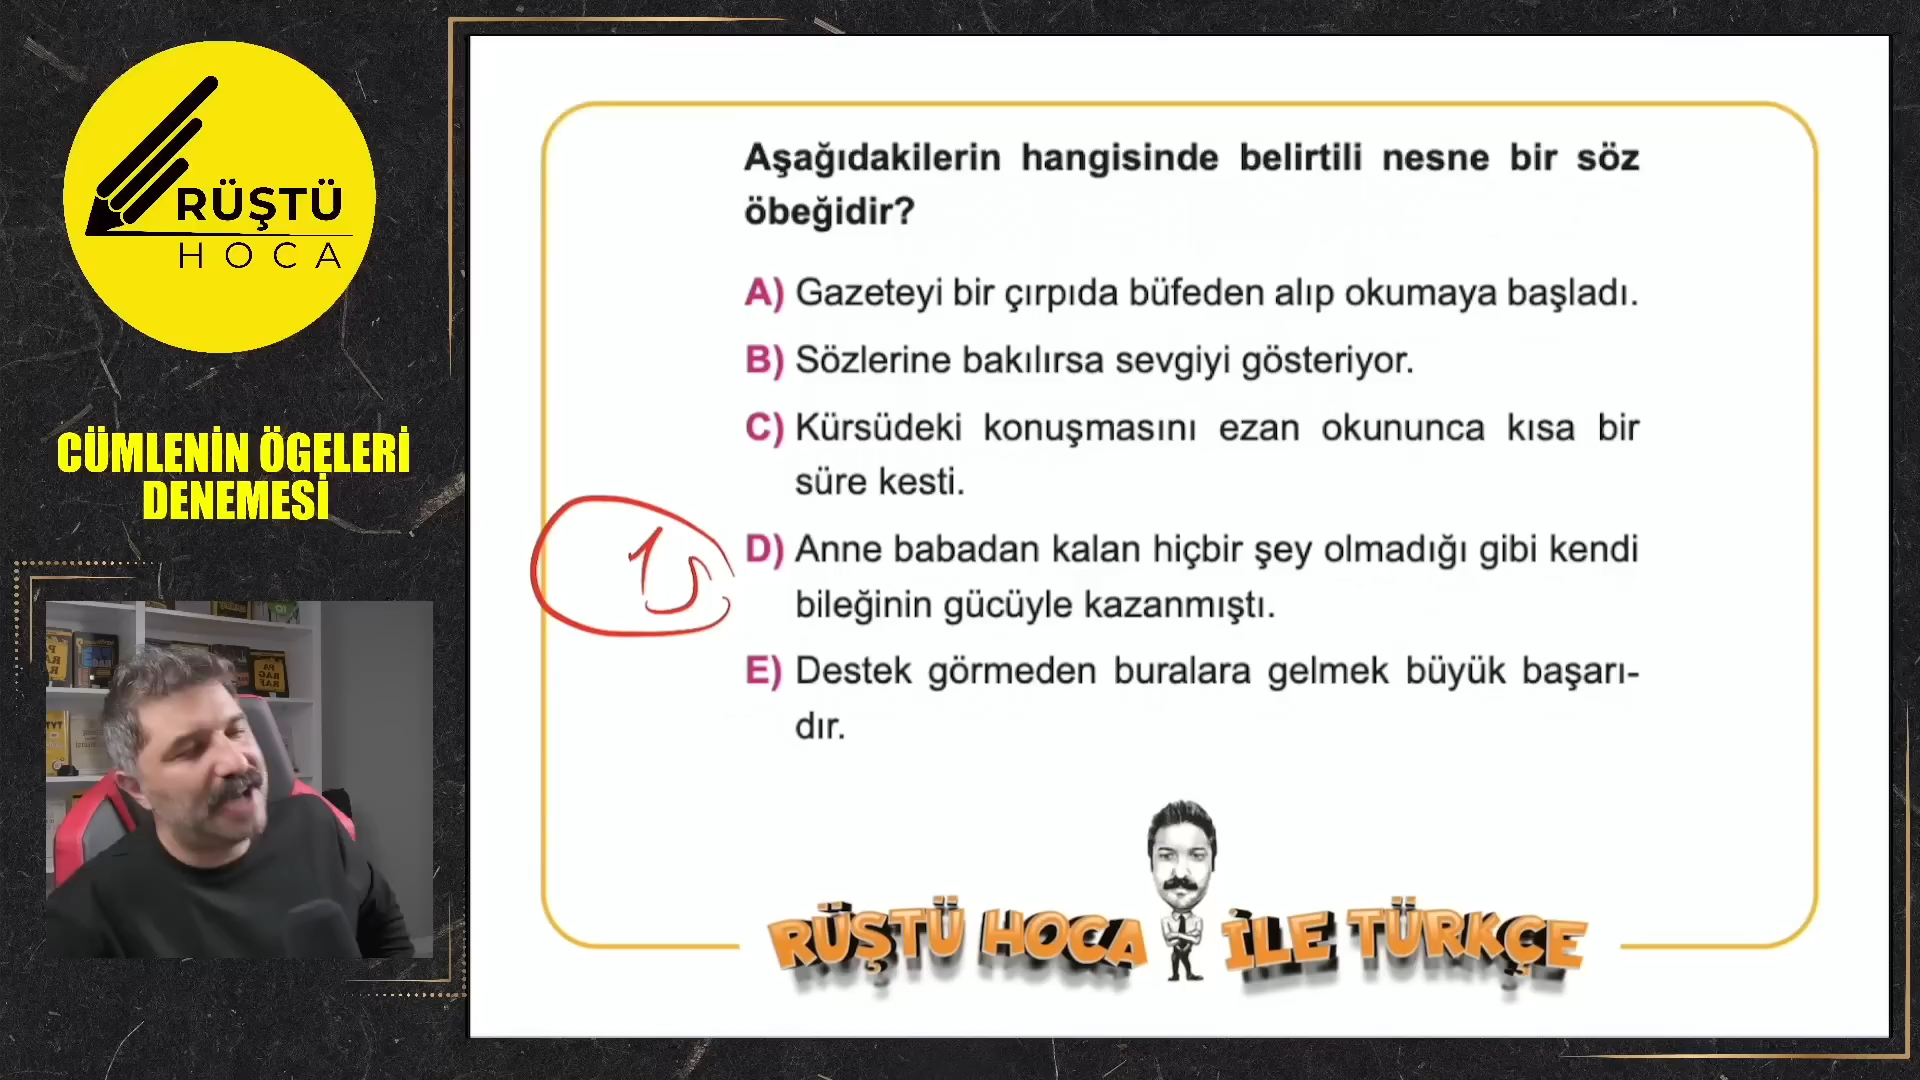 RÜŞTÜ
HOCA
CÜMLENİN ÖGELERİ
DENEMESİ
Aşağıdakilerin hangisinde belirtili nesne bir söz
öbeğidir?
A) Gazeteyi bir çırpıda büfeden alıp okumaya başladı.
B) Sözlerine bakılırsa sevgiyi gösteriyor.
C) Kürsüdeki konuşmasını ezan okununca kısa bir
süre kesti.
15
D) Anne babadan kalan hiçbir şey olmadığı gibi kendi
bileğinin gücüyle kazanmıştı.
E) Destek görmeden buralara gelmek büyük başarı-
dır.
RÜŞTÜ HOCA İLE TÜRKÇE